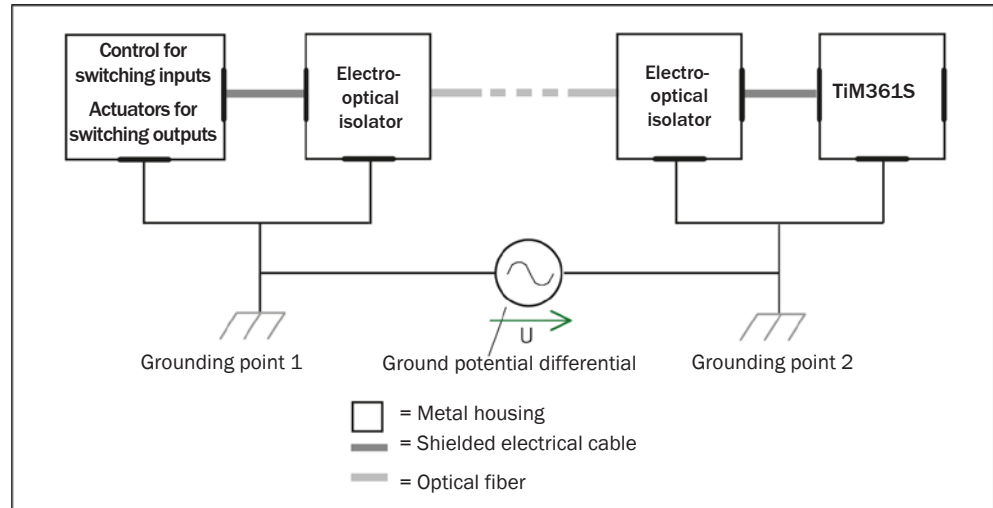 Control for
switching inputs
Actuators for
switching outputs
Electro-
optical
isolator
Electro-
optical
isolator
TiM361S
U
Grounding point 1
Ground potential differential
Grounding point 2
= Metal housing
= Shielded electrical cable
= Optical fiber